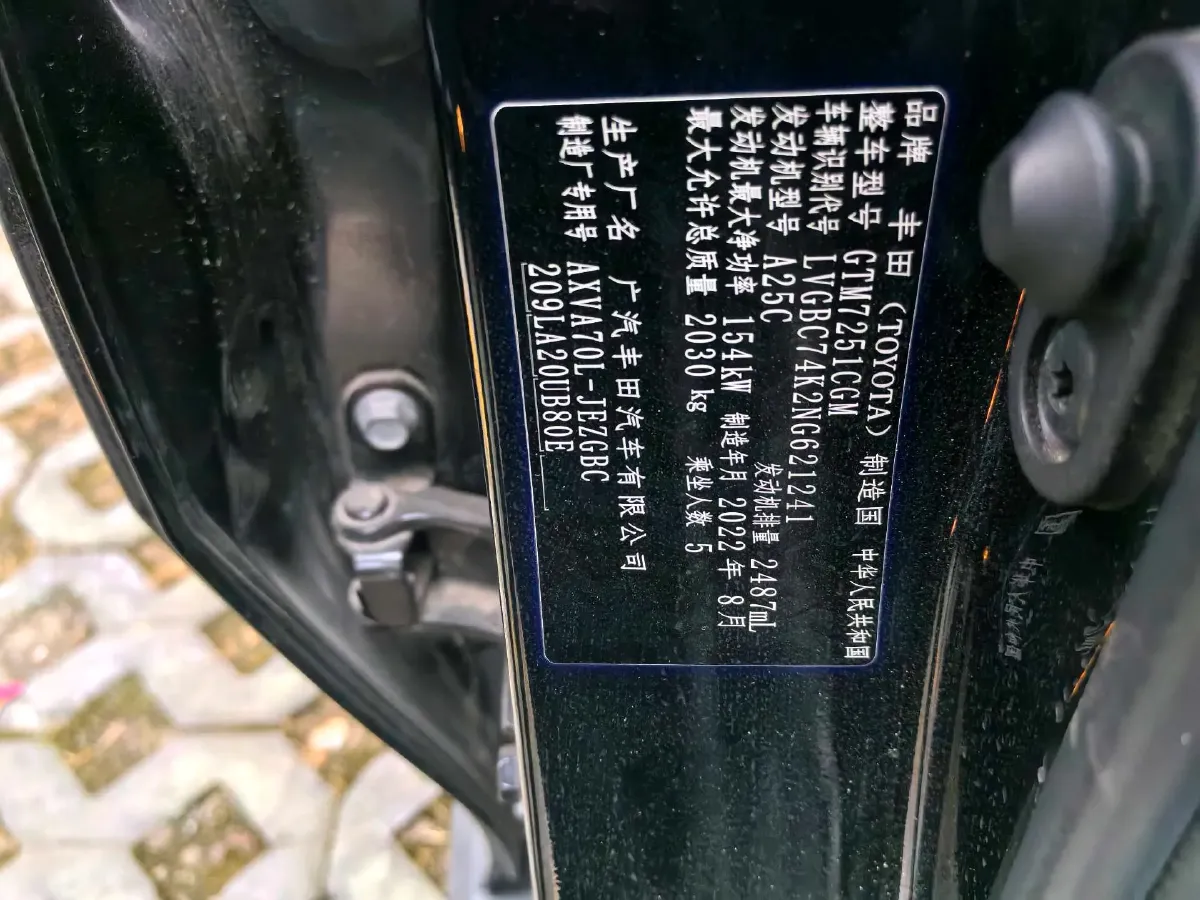 品牌 丰田（TOYOTA） 制造国 中华人民共和国
整车型号 GTM7251CGM
车辆识别代号 LVGBC74K2NG621241
发动机型号 A25C 发动机排量 2487mL
发动机最大净功率 154kW 制造年月 2022年8月
最大允许总质量 2030kg 乘坐人数 5
生产厂名 广汽丰田汽车有限公司
制造厂专用号 AXVA70L-JEZGBC
209LA20UB80E